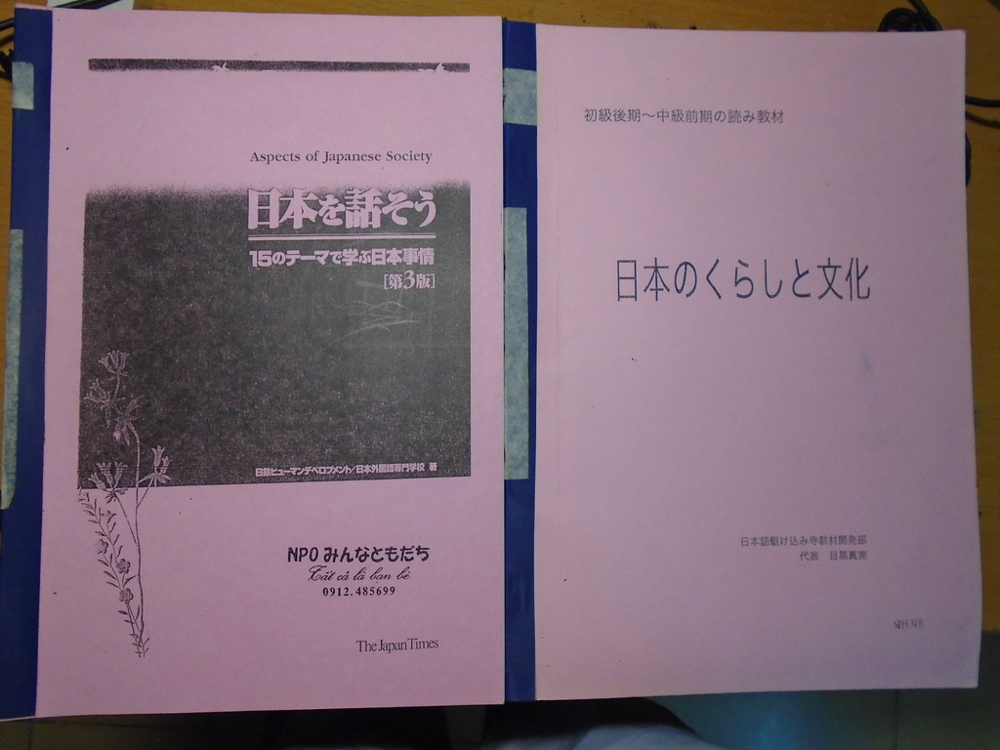 Aspects of Japanese Society
日本を話そう
15のテーマで学ぶ日本事情
[第3版]
日鉄ヒューマンデベロプメント/日本外国語専門学校 著
NPO みんなともだち
Tất cả là bạn bè
0912.485699
The Japan Times
初級後期~中級前期の読み教材
日本のくらしと文化
日本語駆け込み寺教材開発部
代表 目黒真実
VHNB